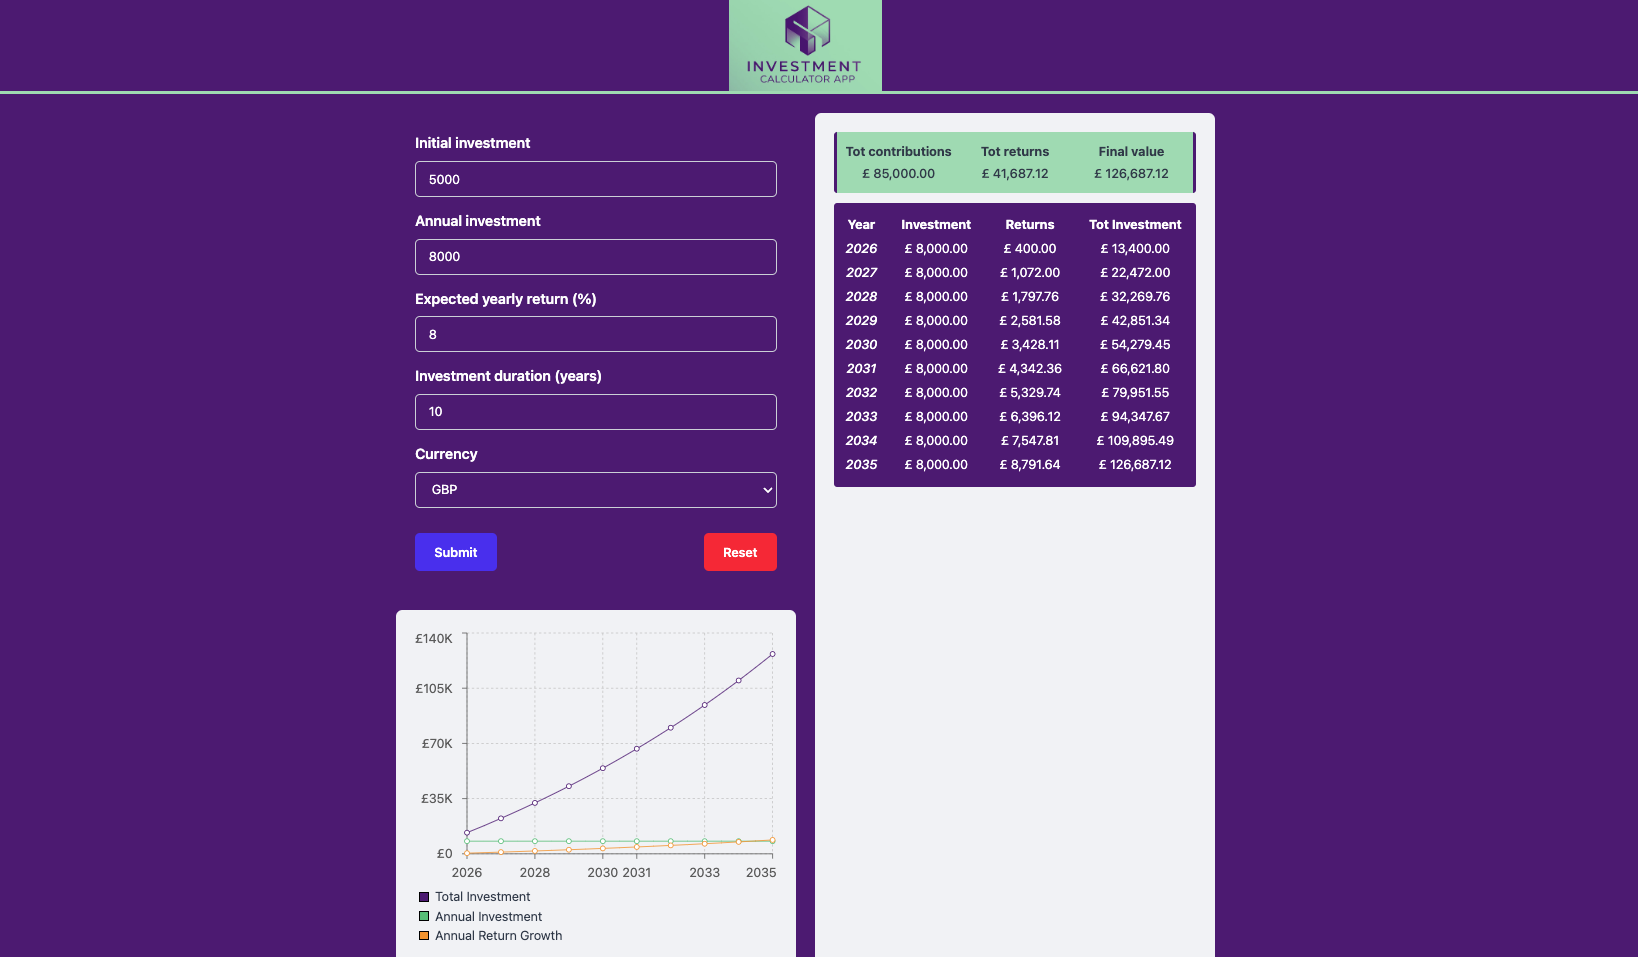 INVESTMENT
CALCULATOR APP
Initial investment
5000
Annual investment
8000
Expected yearly return (%)
8
Investment duration (years)
10
Currency
GBP
Submit
Reset
£140K
£105K
£70K
£35K
£0
2026 2028 2030 2031 2033 2035
Total Investment
Annual Investment
Annual Return Growth
Tot contributions Tot returns Final value
£ 85,000.00 £ 41,687.12 £ 126,687.12
Year Investment Returns Tot Investment
2026 £ 8,000.00 £ 400.00 £ 13,400.00
2027 £ 8,000.00 £ 1,072.00 £ 22,472.00
2028 £ 8,000.00 £ 1,797.76 £ 32,269.76
2029 £ 8,000.00 £ 2,581.58 £ 42,851.34
2030 £ 8,000.00 £ 3,428.11 £ 54,279.45
2031 £ 8,000.00 £ 4,342.36 £ 66,621.80
2032 £ 8,000.00 £ 5,329.74 £ 79,951.55
2033 £ 8,000.00 £ 6,396.12 £ 94,347.67
2034 £ 8,000.00 £ 7,547.81 £ 109,895.49
2035 £ 8,000.00 £ 8,791.64 £ 126,687.12